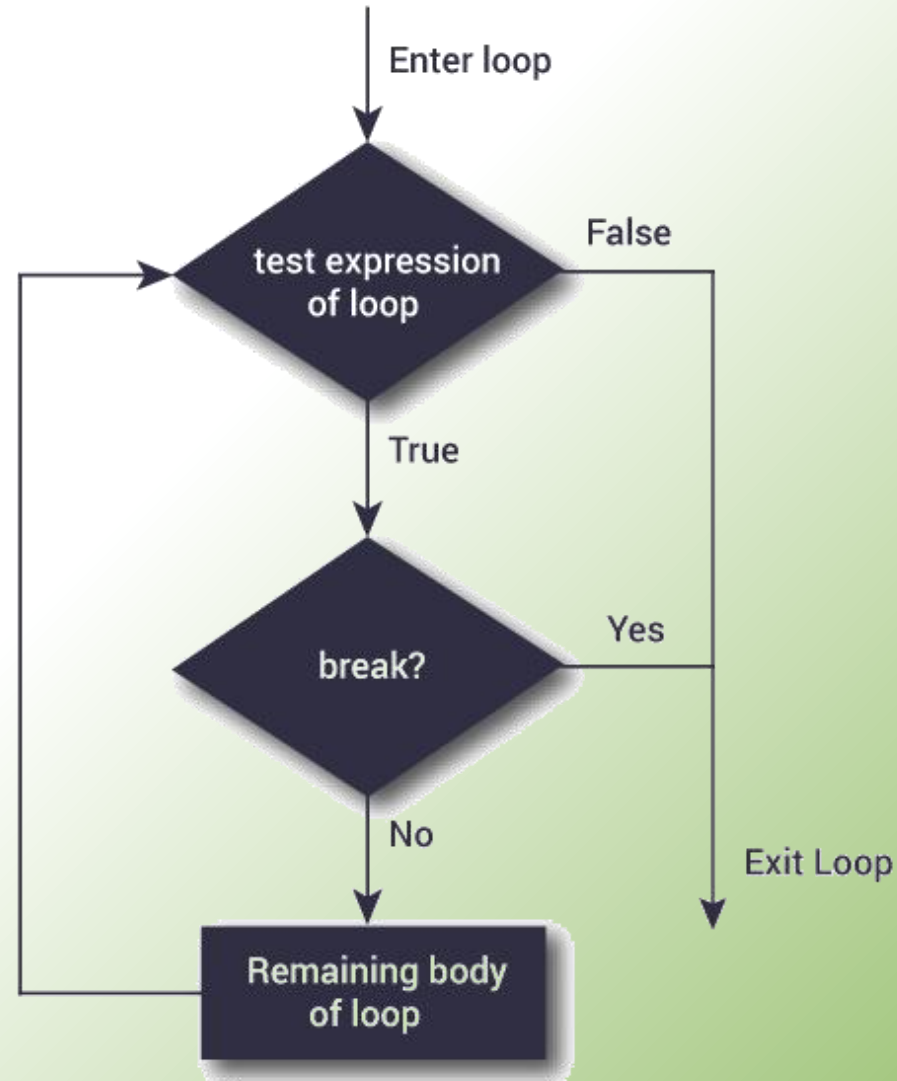 Enter loop
test expression
of loop
False
True
break?
Yes
No
Exit Loop
Remaining body
of loop